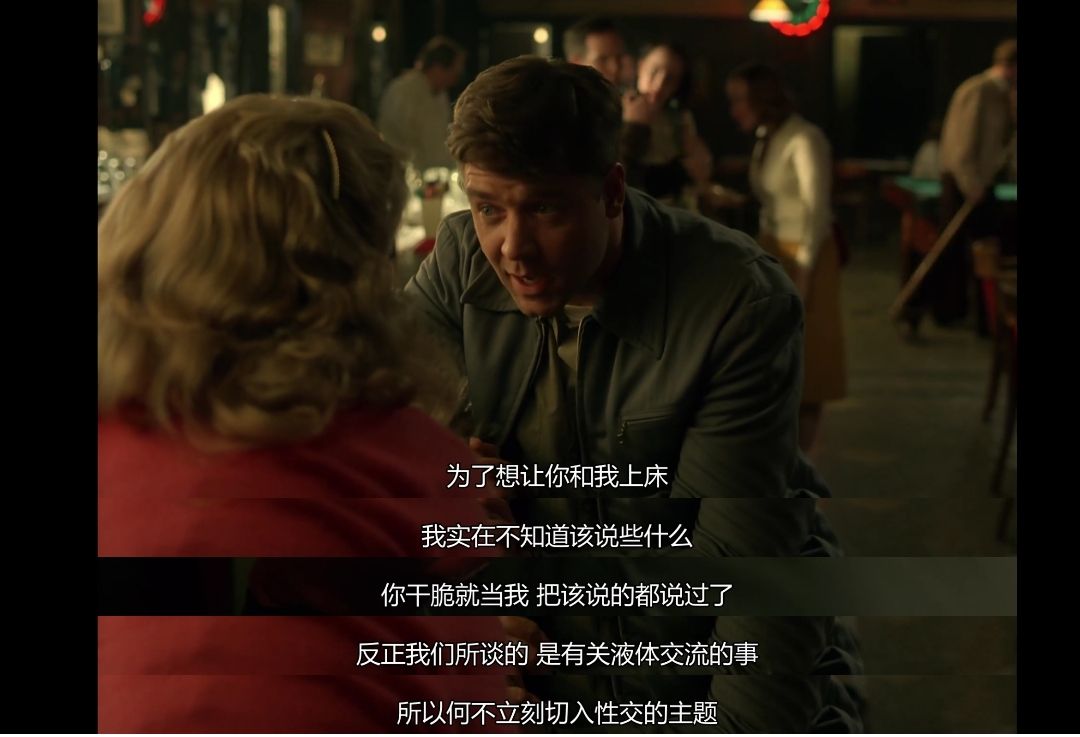 为了想让你和我上床
我实在不知道该说些什么
你干脆就当我 把该说的都说过了
反正我们所谈的 是有关液体交流的事
所以何不立刻切入性交的主题